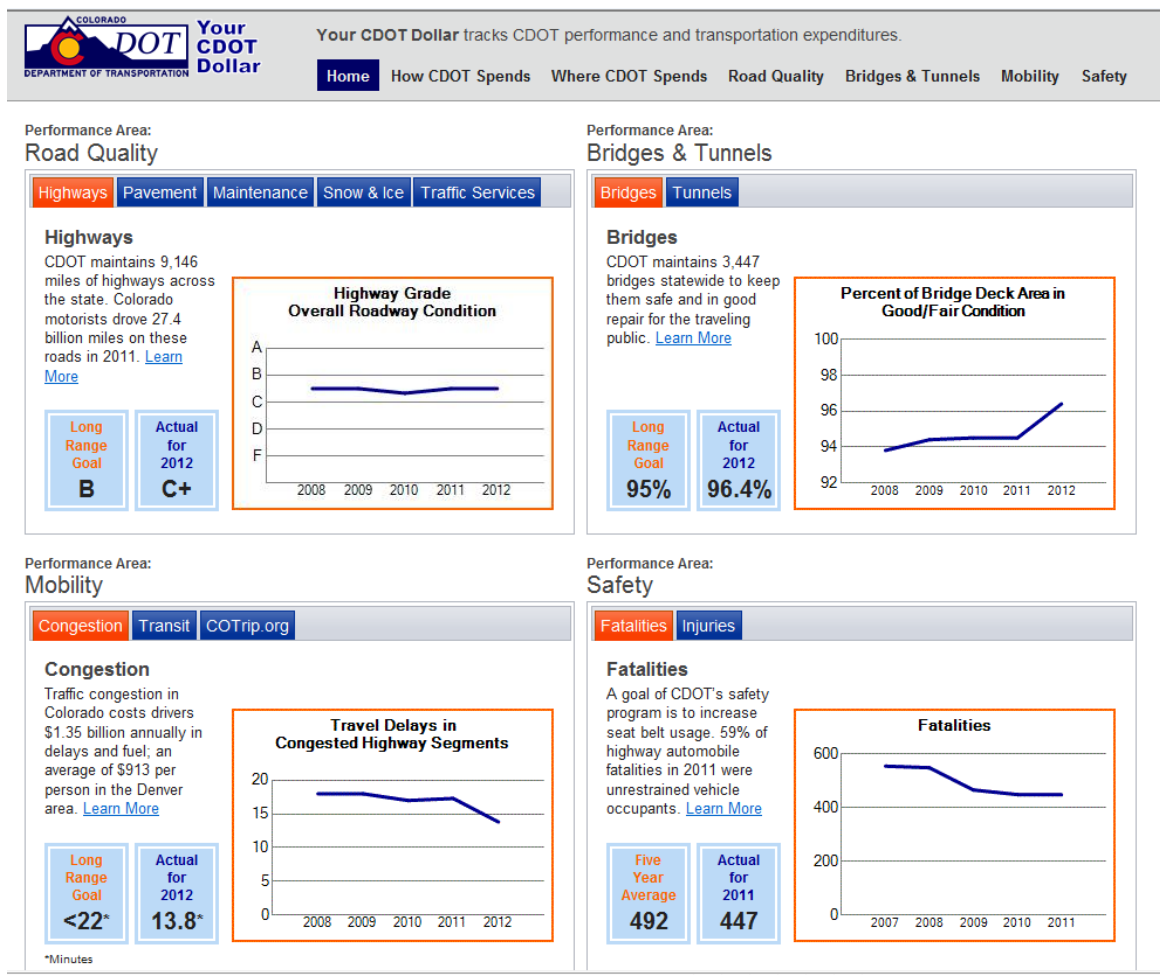 COLORADO
DOT
DEPARTMENT OF TRANSPORTATION
Your
CDOT
Dollar
Your CDOT Dollar tracks CDOT performance and transportation expenditures.
Home How CDOT Spends Where CDOT Spends Road Quality Bridges & Tunnels Mobility Safety
Performance Area:
Road Quality
Highways Pavement Maintenance Snow & Ice Traffic Services
Highways
CDOT maintains 9,146
miles of highways across
the state. Colorado
motorists drove 27.4
billion miles on these
roads in 2011. Learn
More
Long
Range
Goal
B
Actual
for
2012
C+
Highway Grade
Overall Roadway Condition
A
B
C
D
F
2008 2009 2010 2011 2012
Performance Area:
Bridges & Tunnels
Bridges Tunnels
Bridges
CDOT maintains 3,447
bridges statewide to keep
them safe and in good
repair for the traveling
public. Learn More
Long
Range
Goal
95%
Actual
for
2012
96.4%
Percent of Bridge Deck Area in
Good/Fair Condition
100
98
96
94
92
2008 2009 2010 2011 2012
Performance Area:
Mobility
Congestion Transit COTrip.org
Congestion
Traffic congestion in
Colorado costs drivers
$1.35 billion annually in
delays and fuel; an
average of $913 per
person in the Denver
area. Learn More
Long
Range
Goal
<22*
Actual
for
2012
13.8*
*Minutes
Travel Delays in
Congested Highway Segments
20
15
10
5
0
2008 2009 2010 2011 2012
Performance Area:
Safety
Fatalities Injuries
Fatalities
A goal of CDOT's safety
program is to increase
seat belt usage. 59% of
highway automobile
fatalities in 2011 were
unrestrained vehicle
occupants. Learn More
Five
Year
Average
492
Actual
for
2011
447
Fatalities
600
400
200
0
2007 2008 2009 2010 2011